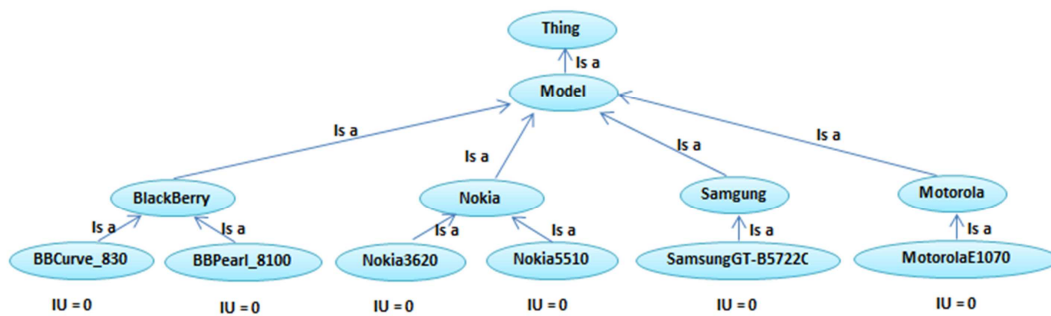 Thing
Is a
Model
Is a
Is a
Is a
Is a
BlackBerry
Nokia
Samgung
Motorola
Is a
Is a
Is a
Is a
Is a
Is a
BBCurve_830
BBPearl_8100
Nokia3620
Nokia5510
SamsungGT-B5722C
MotorolaE1070
IU = 0
IU = 0
IU = 0
IU = 0
IU = 0
IU = 0